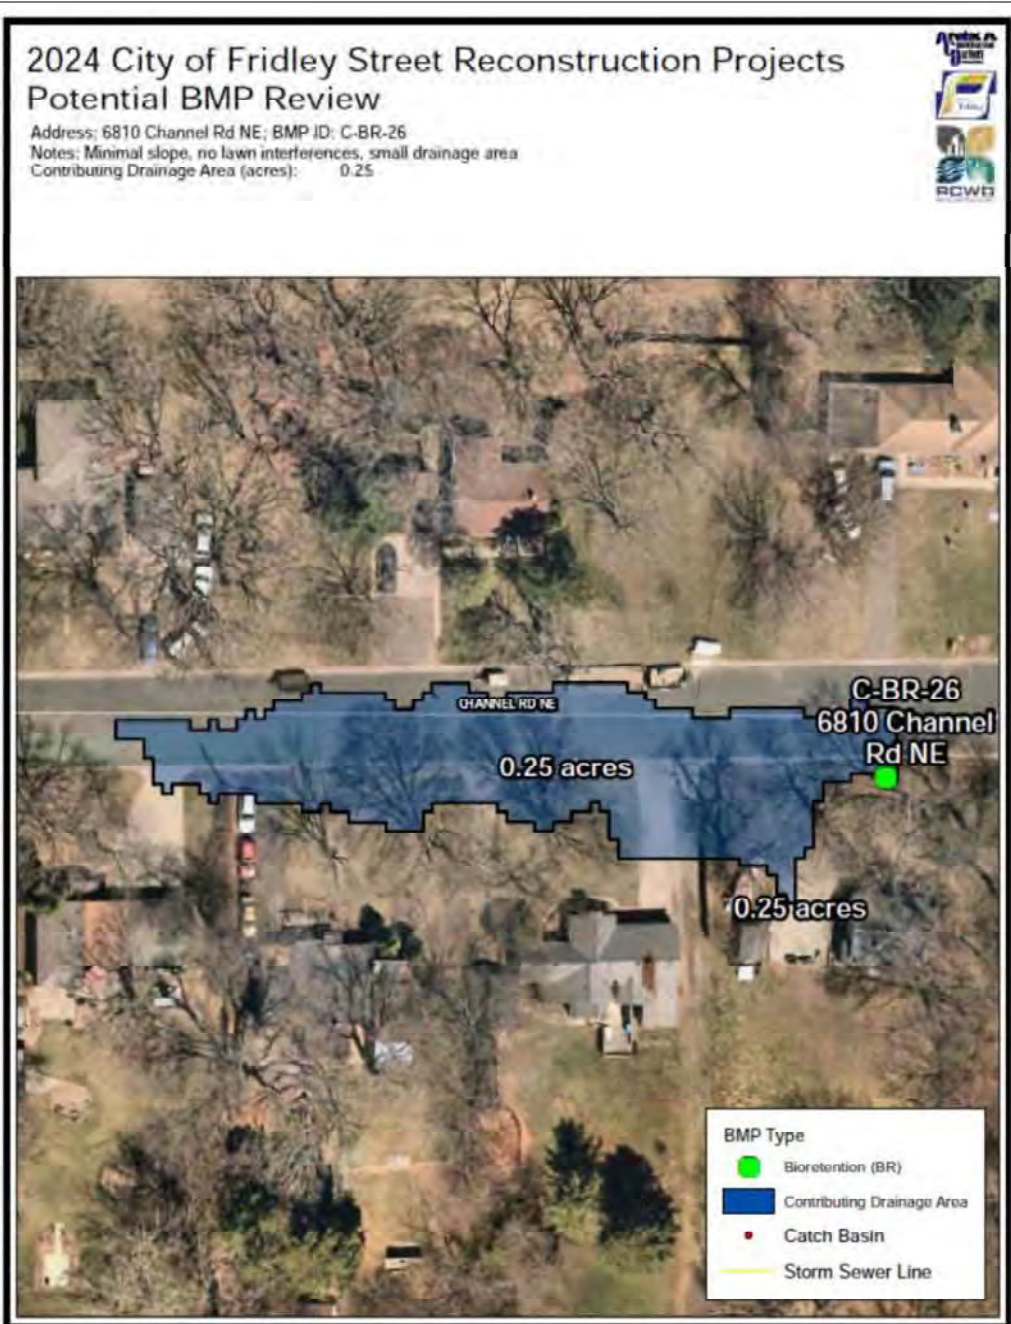 2024 City of Fridley Street Reconstruction Projects
Potential BMP Review
Address: 6810 Channel Rd NE; BMP ID: C-BR-26
Notes: Minimal slope, no lawn interferences, small drainage area
Contributing Drainage Area (acres): 0.25
RCWD
CHANNEL RD NE
C-BR-26
6810 Channel
Rd NE
0.25 acres
0.25 acres
BMP Type
Bioretention (BR)
Contributing Drainage Area
Catch Basin
Storm Sewer Line